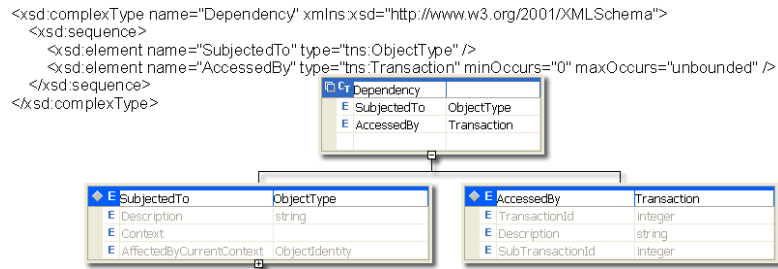 <xsd:complexType name="Dependency" xmlns:xsd="http://www.w3.org/2001/XMLSchema">
<xsd:sequence>
<xsd:element name="SubjectedTo" type="tns:ObjectType" />
<xsd:element name="AccessedBy" type="tns:Transaction" minOccurs="0" maxOccurs="unbounded" />
</xsd:sequence>
</xsd:complexType>
CT Dependency
E SubjectedTo ObjectType
E AccessedBy Transaction
E SubjectedTo ObjectType
E Description string
E Context
E AffectedByCurrentContext ObjectIdentity
E AccessedBy Transaction
E TransactionId integer
E Description string
E SubTransactionId integer